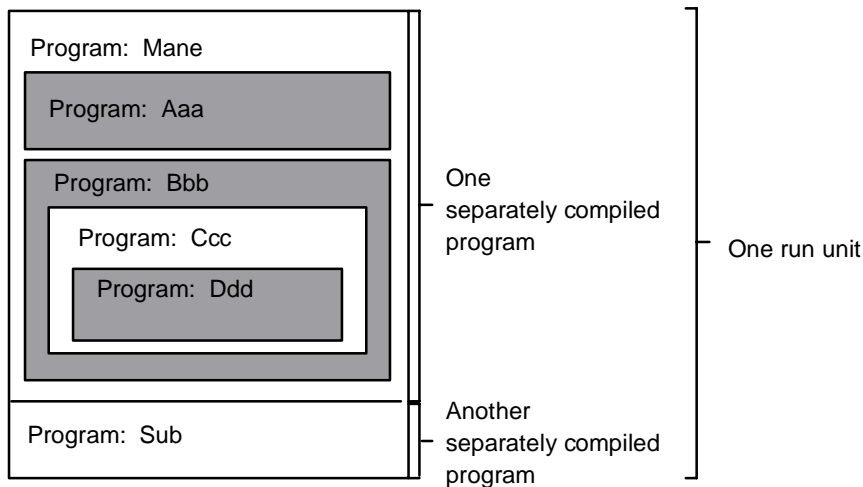 Program: Mane
Program: Aaa
Program: Bbb
Program: Ccc
Program: Ddd
Program: Sub
One
separately compiled
program
Another
separately compiled
program
One run unit